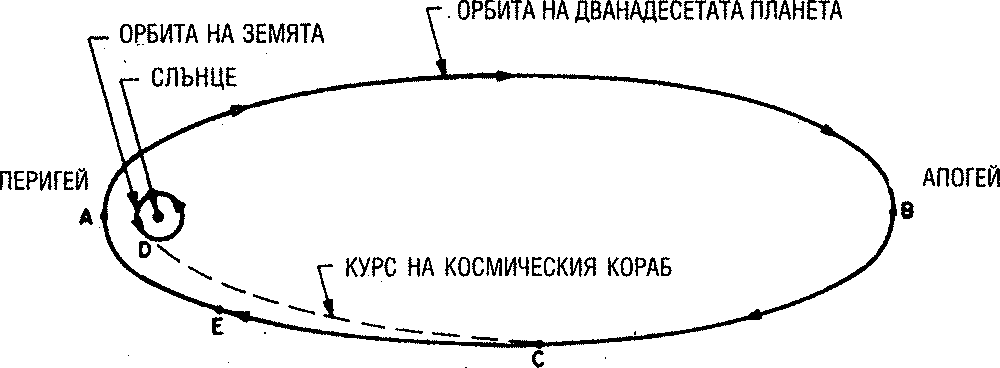 ОРБИТА НА ДВАНАДЕСЕТАТА ПЛАНЕТА
ОРБИТА НА ЗЕМЯТА
СЛЪНЦЕ
ПЕРИГЕЙ
АПОГЕЙ
A
B
D
КУРС НА КОСМИЧЕСКИЯ КОРАБ
E
C